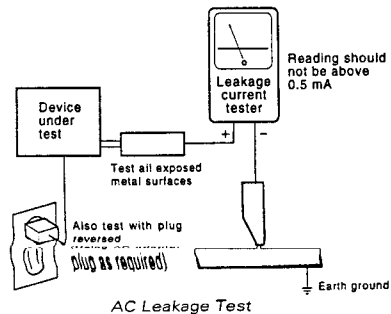 Device
under
test
Leakage
current
tester
+ -
Reading should
not be above
0.5 mA
Test all exposed
metal surfaces
Also test with plug
reversed
plug as required)
Earth ground
AC Leakage Test